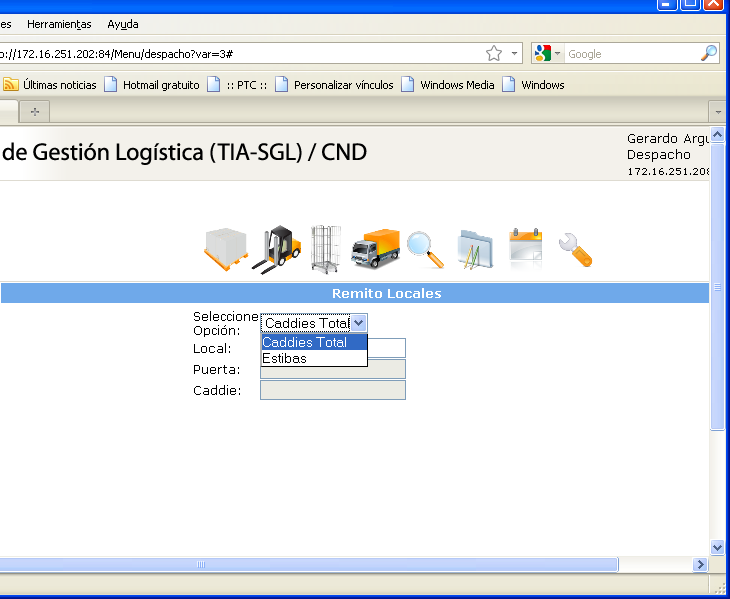 es Herramientas Ayuda
o://172.16.251.202:84/Menu/despacho?var=3#
Google
Últimas noticias Hotmail gratuito :: PTC :: Personalizar vínculos Windows Media Windows
de Gestión Logística (TIA-SGL) / CND
Gerardo Argu
Despacho
172.16.251.208
Remito Locales
Seleccione
Opción:
Caddies Total
Caddies Total
Estibas
Local:
Puerta:
Caddie: